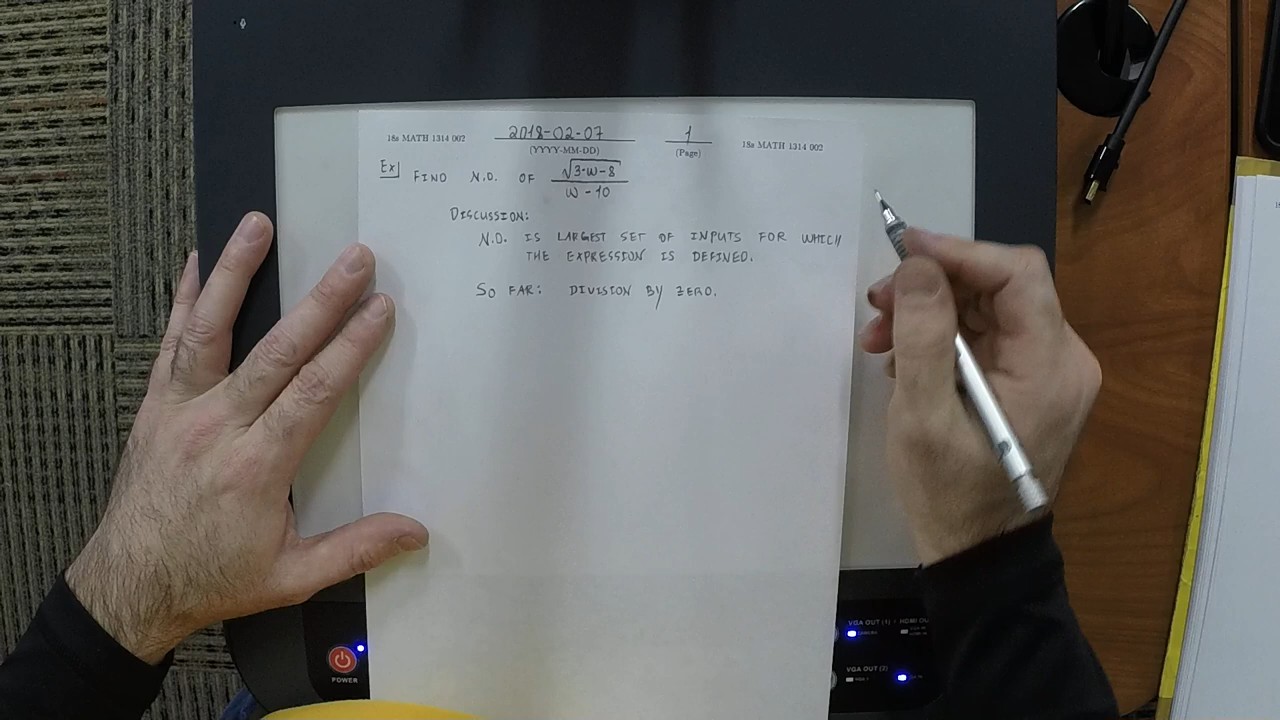 18s MATH 1314 002 2018-02-07 1 18s MATH 1314 002
(YYYY-MM-DD) (Page)
Ex] FIND N.D. OF √(3·W-8) / (W-10)
DISCUSSION:
N.D. IS LARGEST SET OF INPUTS FOR WHICH
THE EXPRESSION IS DEFINED.
SO FAR: DIVISION BY ZERO.
POWER
VGA OUT (1) / HDMI OU
VGA OUT (2)